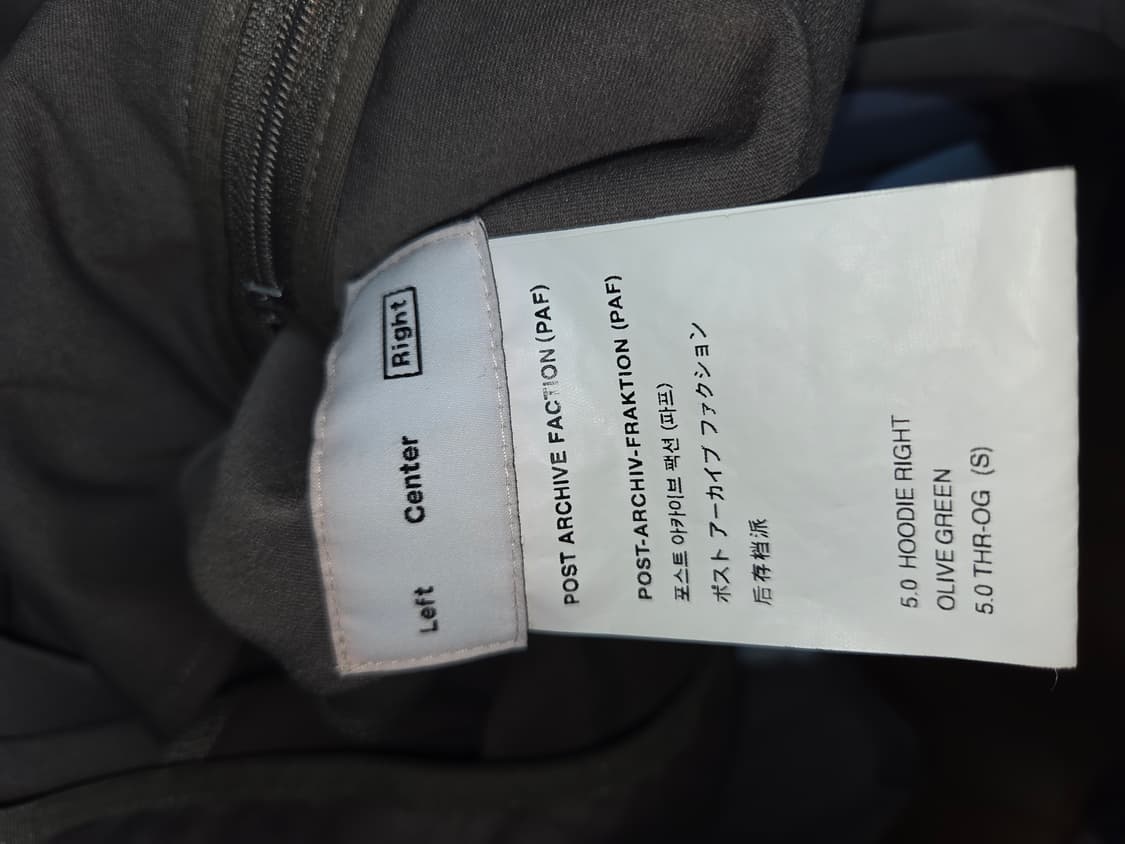 Left Center Right
POST ARCHIVE FACTION (PAF)
POST-ARCHIV-FRAKTION (PAF)
포스트 아카이브 팩션 (파프)
ポスト アーカイブ ファクション
后存档派
5.0 HOODIE RIGHT
OLIVE GREEN
5.0 THR-OG (S)